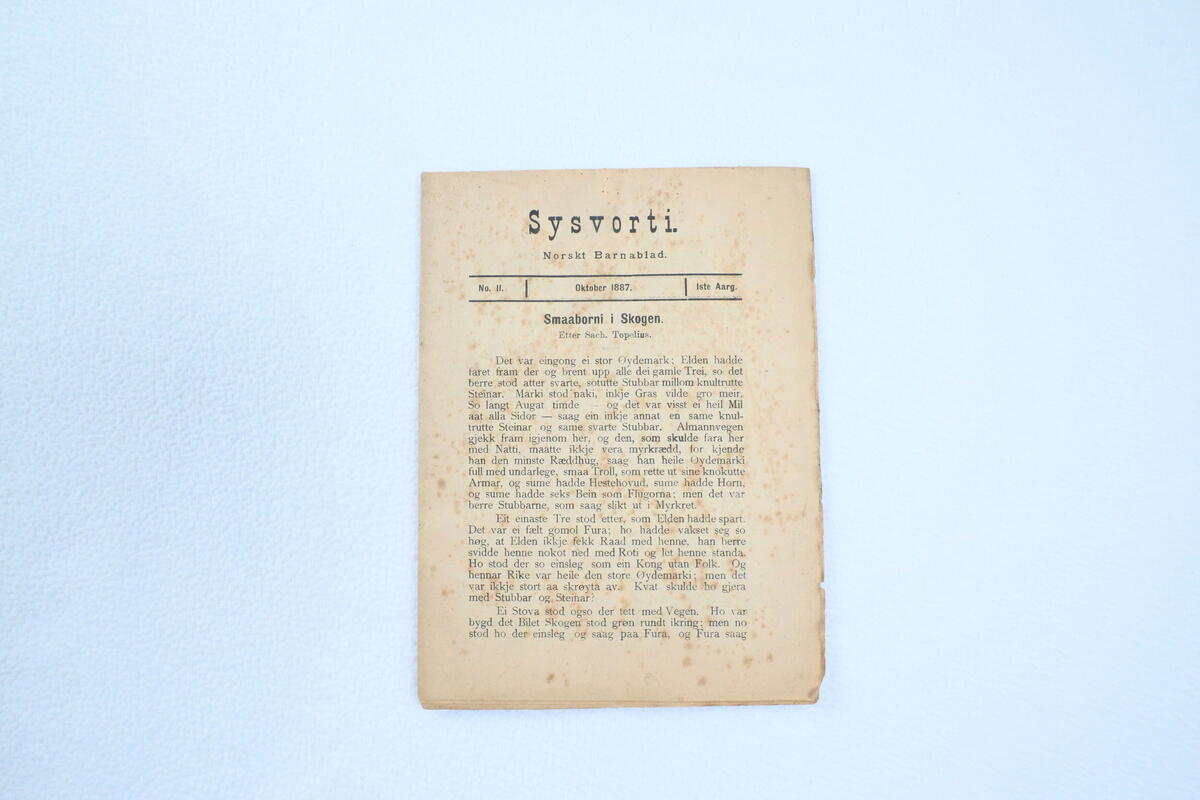 Sysvorti.
Norskt Barnablad.
No. 11. Oktober 1887. 1ste Aarg.
Smaaborni i Skogen.
Etter Sach. Topelius.
Det var eingong ei stor Øydemark; Elden hadde
faret fram der og brent upp alle dei gamle Trei, so det
berre stod atter svarte, sotutte Stubbar millom knultrutte
Steinar. Marki stod naki, inkje Gras vilde gro meir.
So langt Augat timde — og det var visst ei heil Mil
aat alla Sidor — saag ein inkje annat en same knul-
trutte Steinar og same svarte Stubbar. Almannvegen
gjekk fram igjenom her, og den, som skulde fara her
med Natti, maatte ikkje vera myrkrædd, for kjende
han den minste Ræddhug, saag han heile Øydemarki
full med undarlege, smaa Troll, som rette ut sine knokutte
Armar, og sume hadde Hestehovud, sume hadde Horn,
og sume hadde seks Bein som Flugorna; men det var
berre Stubbarne, som saag slikt ut i Myrkret.
Eit einaste Tre stod etter, som Elden hadde spart.
Det var ei fælt gomol Fura; ho hadde vakset seg so
høg, at Elden ikkje fekk Raad med henne, han berre
svidde henne nokot ned med Roti og let henne standa.
Ho stod der so einsleg som ein Kong utan Folk. Og
hennar Rike var heile den store Øydemarki; men det
var ikkje stort aa skrøyta av. Kvat skulde ho gjera
med Stubbar og Steinar?
Ei Stova stod ogso der tett med Vegen. Ho var
bygd det Bilet Skogen stod grøn rundt ikring; men no
stod ho der einsleg og saag paa Fura, og Fura saag